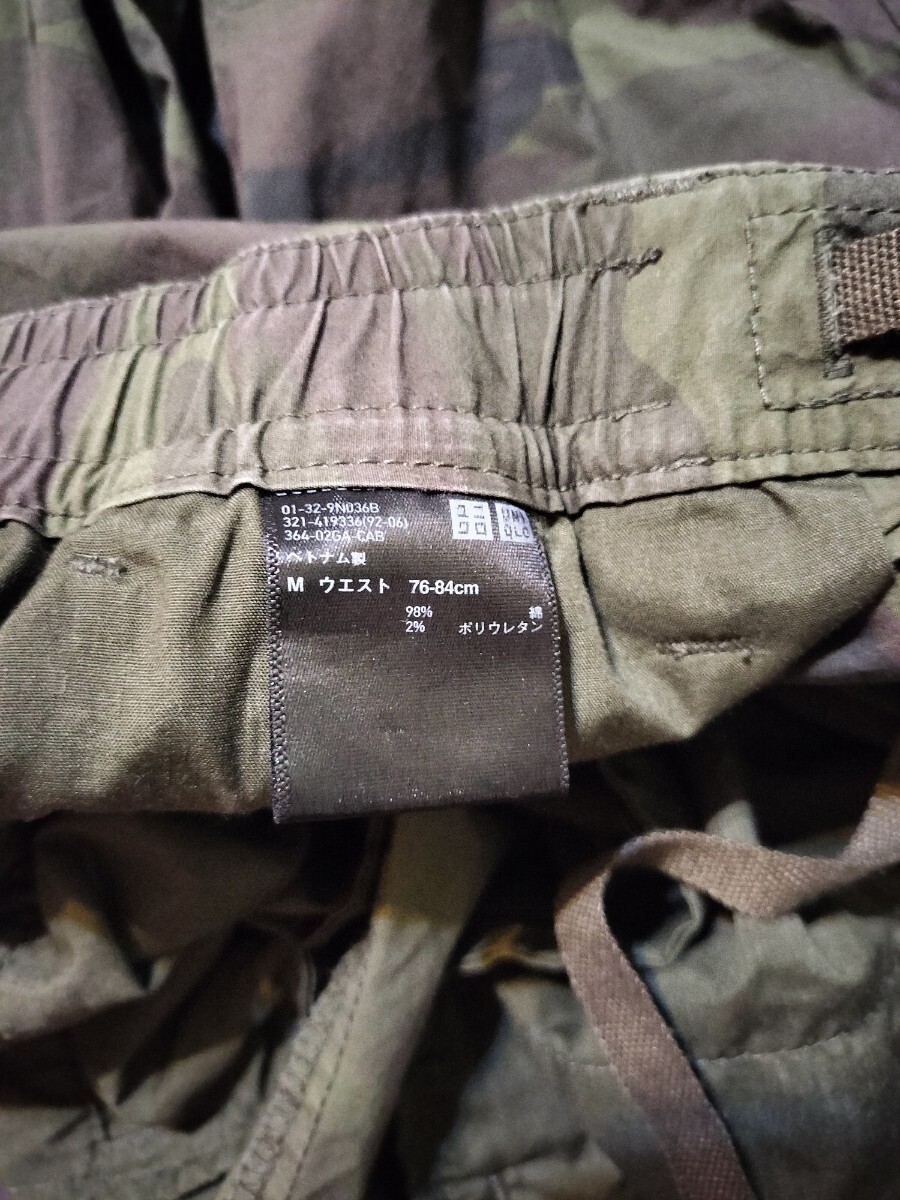 01-32-9N036B
321-419336(92-06)
364-02GA-CAB
ユニクロ
UNIQLO
ベトナム製
M ウエスト 76-84cm
98% 綿
2% ポリウレタン